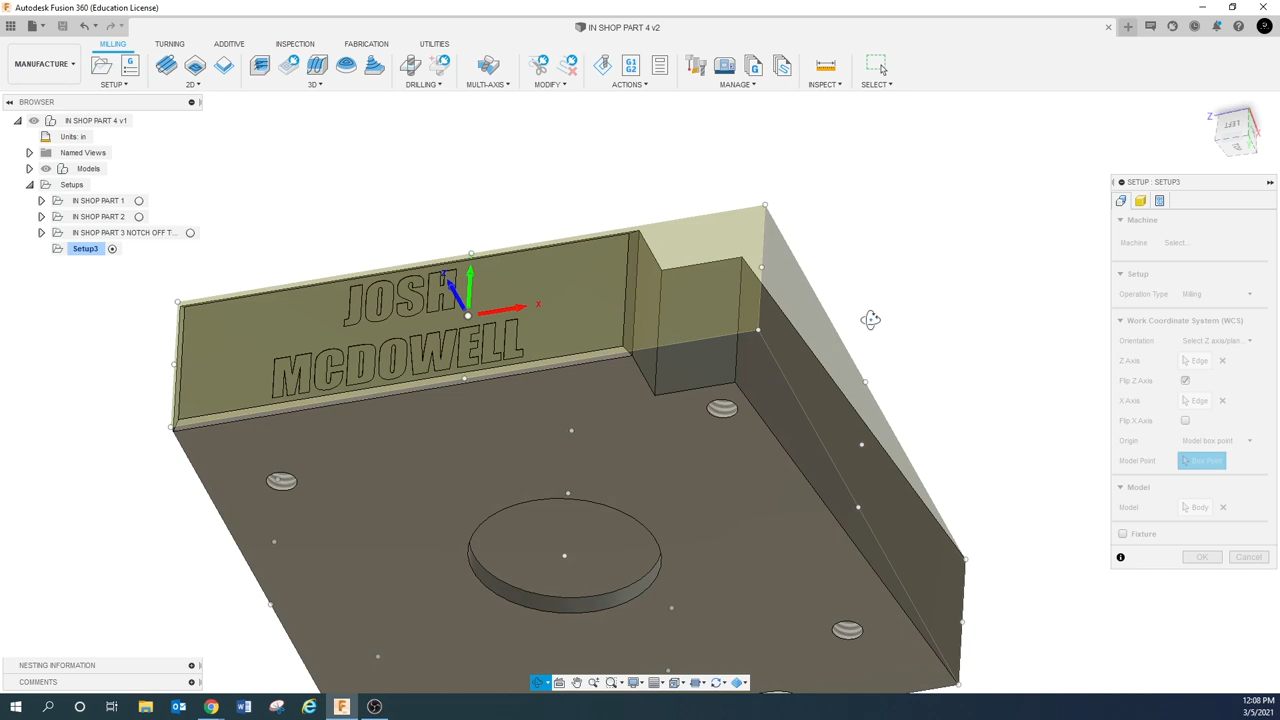 Autodesk Fusion 360 (Education License)
IN SHOP PART 4 v2
MANUFACTURE
MILLING
TURNING
ADDITIVE
INSPECTION
FABRICATION
UTILITIES
G
G1
G2
G
SETUP
2D
3D
DRILLING
MULTI-AXIS
MODIFY
ACTIONS
MANAGE
INSPECT
SELECT
BROWSER
IN SHOP PART 4 v1
Units: in
Named Views
Models
Setups
IN SHOP PART 1
IN SHOP PART 2
IN SHOP PART 3 NOTCH OFF T...
Setup3
JOSH
MCDOWELL
Z
X
Z
LEFT
X
SETUP : SETUP3
Machine
Machine Select...
Setup
Operation Type Milling
Work Coordinate System (WCS)
Orientation Select Z axis/plan...
Z Axis Edge
Flip Z Axis
X Axis Edge
Flip X Axis
Origin Model box point
Model Point Box Point
Model
Model Body
Fixture
OK Cancel
NESTING INFORMATION
COMMENTS
12:08 PM
3/5/2021